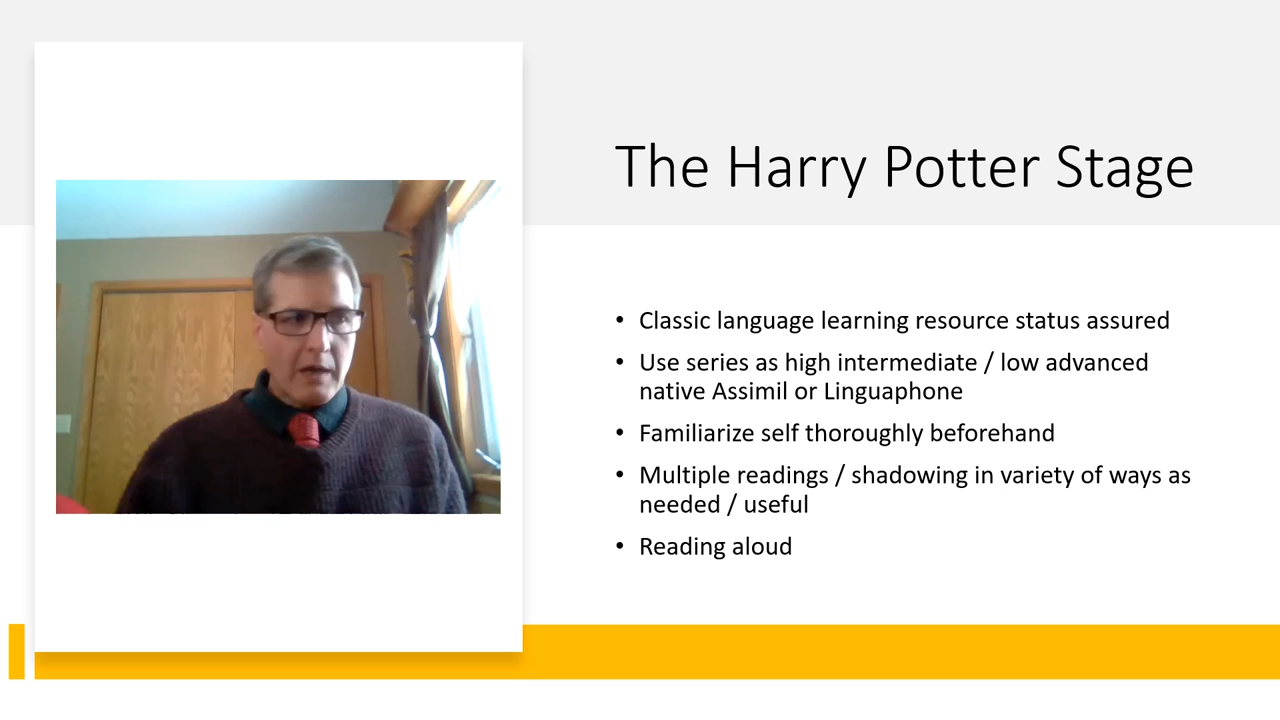 The Harry Potter Stage
• Classic language learning resource status assured
• Use series as high intermediate / low advanced
native Assimil or Linguaphone
• Familiarize self thoroughly beforehand
• Multiple readings / shadowing in variety of ways as
needed / useful
• Reading aloud